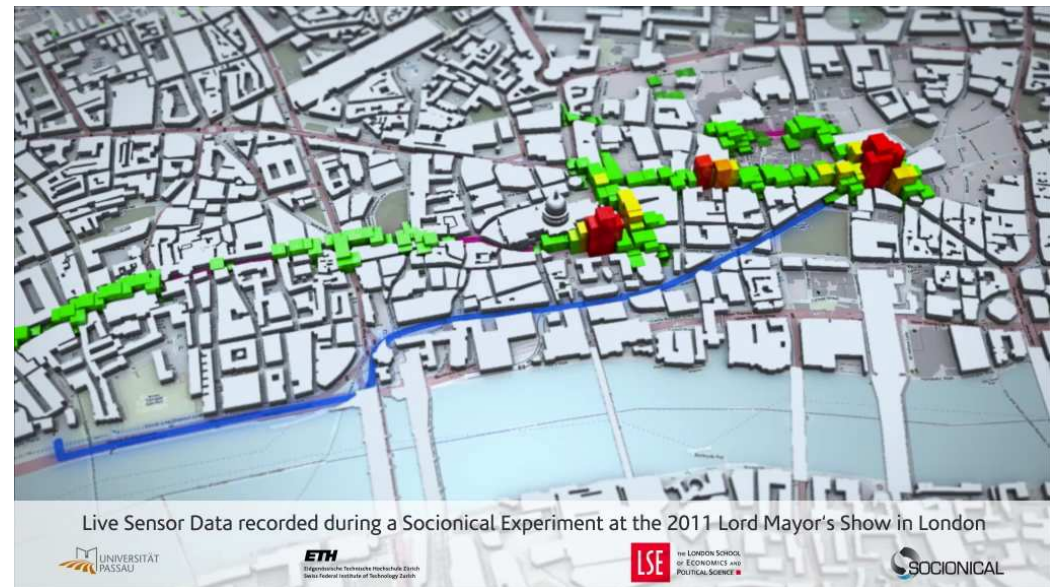 Live Sensor Data recorded during a Socionical Experiment at the 2011 Lord Mayor's Show in London
UNIVERSITÄT
PASSAU
ETH
Eidgenössische Technische Hochschule Zürich
Swiss Federal Institute of Technology Zurich
LSE
THE LONDON SCHOOL
OF ECONOMICS AND
POLITICAL SCIENCE
SOCIONICAL